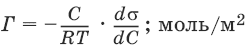 Г = − C/RT · dσ/dC ; моль/м²